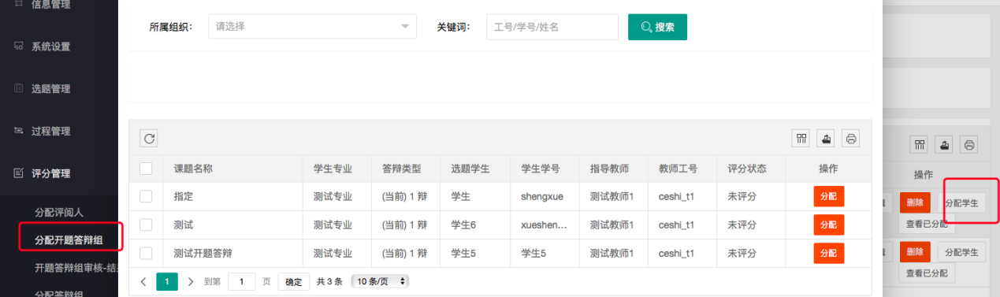 信息管理
系统设置
选题管理
过程管理
评分管理
分配评阅人
分配开题答辩组
开题答辩组审核-结
分配答辩组
所属组织: 请选择 关键词: 工号/学号/姓名 搜索
课题名称 学生专业 答辩类型 选题学生 学生学号 指导教师 教师工号 评分状态 操作
指定 测试专业 (当前) 1 辩 学生 shengxue 测试教师1 ceshi_t1 未评分 分配
测试 测试专业 (当前) 1 辩 学生6 xueshen... 测试教师1 ceshi_t1 未评分 分配
测试开题答辩 测试专业 (当前) 1 辩 学生5 学生5 测试教师1 ceshi_t1 未评分 分配
1 到第 1 页 确定 共 3 条 10 条/页
操作
删除 分配学生
查看已分配
删除 分配学生
查看已分配